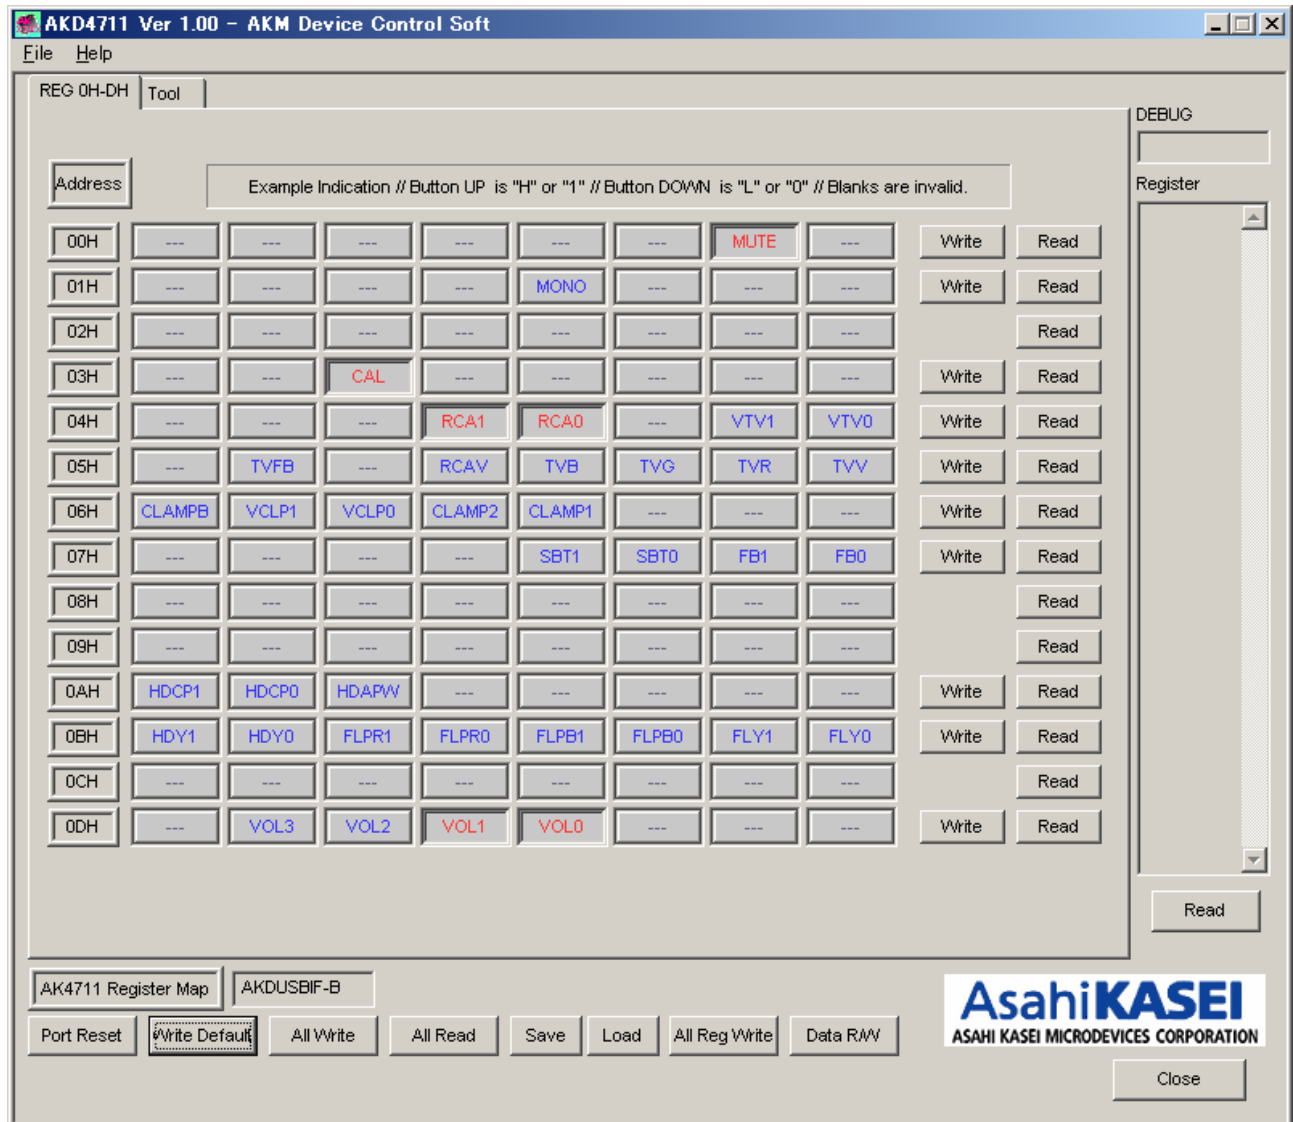 AKD4711 Ver 1.00 - AKM Device Control Soft
File Help
REG 0H-DH Tool
DEBUG
Address
Example Indication // Button UP is "H" or "1" // Button DOWN is "L" or "0" // Blanks are invalid.
Register
00H --- --- --- --- --- --- MUTE --- Write Read
01H --- --- --- --- MONO --- --- --- Write Read
02H --- --- --- --- --- --- --- --- Read
03H --- --- CAL --- --- --- --- --- Write Read
04H --- --- --- RCA1 RCA0 --- VTV1 VTV0 Write Read
05H --- TVFB --- RCAV TVB TVG TVR TVV Write Read
06H CLAMPB VCLP1 VCLP0 CLAMP2 CLAMP1 --- --- --- Write Read
07H --- --- --- --- SBT1 SBT0 FB1 FB0 Write Read
08H --- --- --- --- --- --- --- --- Read
09H --- --- --- --- --- --- --- --- Read
0AH HDCP1 HDCP0 HDAPW --- --- --- --- --- Write Read
0BH HDY1 HDY0 FLPR1 FLPR0 FLPB1 FLPB0 FLY1 FLY0 Write Read
0CH --- --- --- --- --- --- --- --- Read
0DH --- VOL3 VOL2 VOL1 VOL0 --- --- --- Write Read
Read
AK4711 Register Map AKDUSBIF-B
AsahiKASEI
ASAHI KASEI MICRODEVICES CORPORATION
Port Reset Write Default All Write All Read Save Load All Reg Write Data R/W
Close